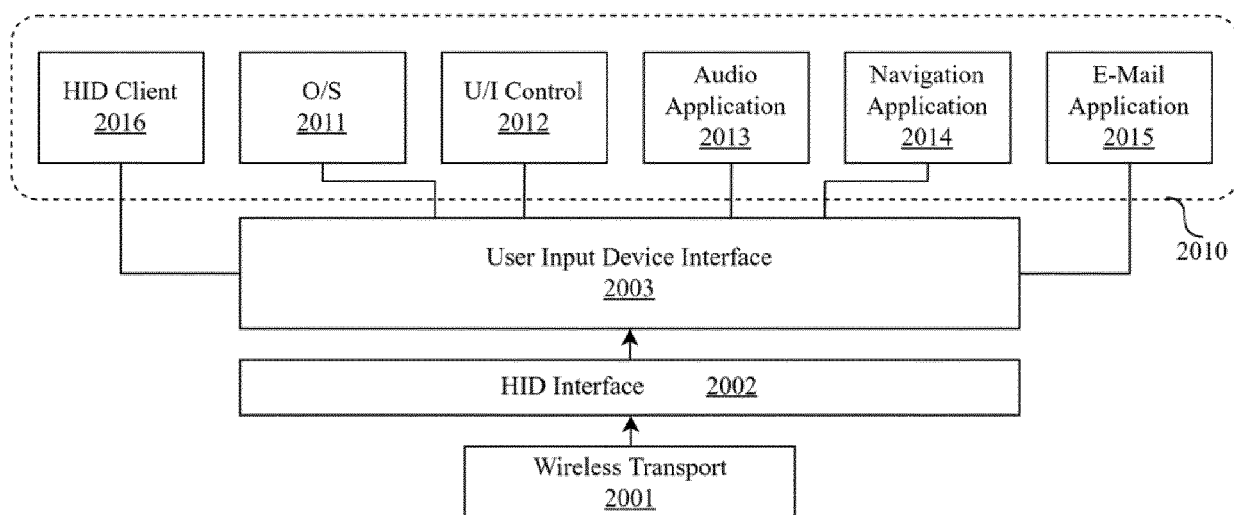 HID Client
2016
O/S
2011
U/I Control
2012
Audio
Application
2013
Navigation
Application
2014
E-Mail
Application
2015
2010
User Input Device Interface
2003
HID Interface 2002
Wireless Transport
2001